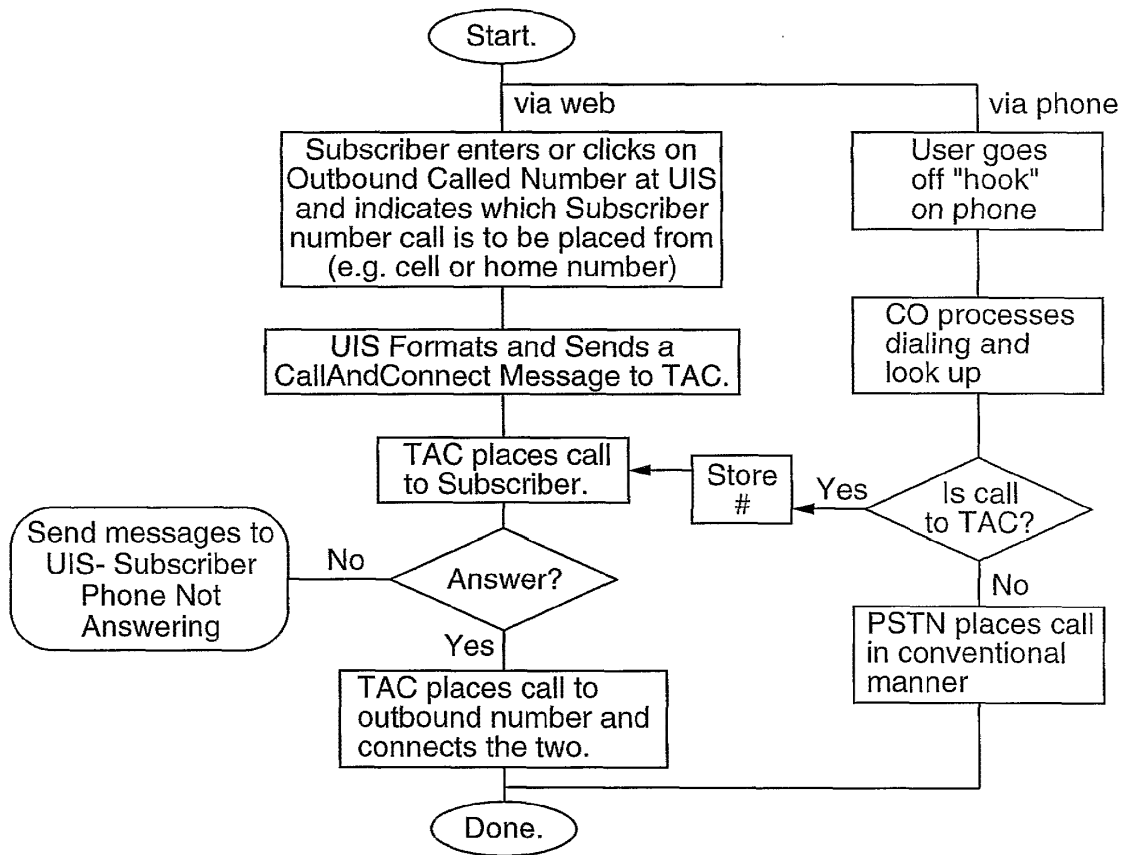 Start.
via web
via phone
Subscriber enters or clicks on
Outbound Called Number at UIS
and indicates which Subscriber
number call is to be placed from
(e.g. cell or home number)
User goes
off "hook"
on phone
UIS Formats and Sends a
CallAndConnect Message to TAC.
CO processes
dialing and
look up
TAC places call
to Subscriber.
Store
#
Yes
Is call
to TAC?
Send messages to
UIS- Subscriber
Phone Not
Answering
No
Answer?
No
Yes
PSTN places call
in conventional
manner
TAC places call to
outbound number and
connects the two.
Done.